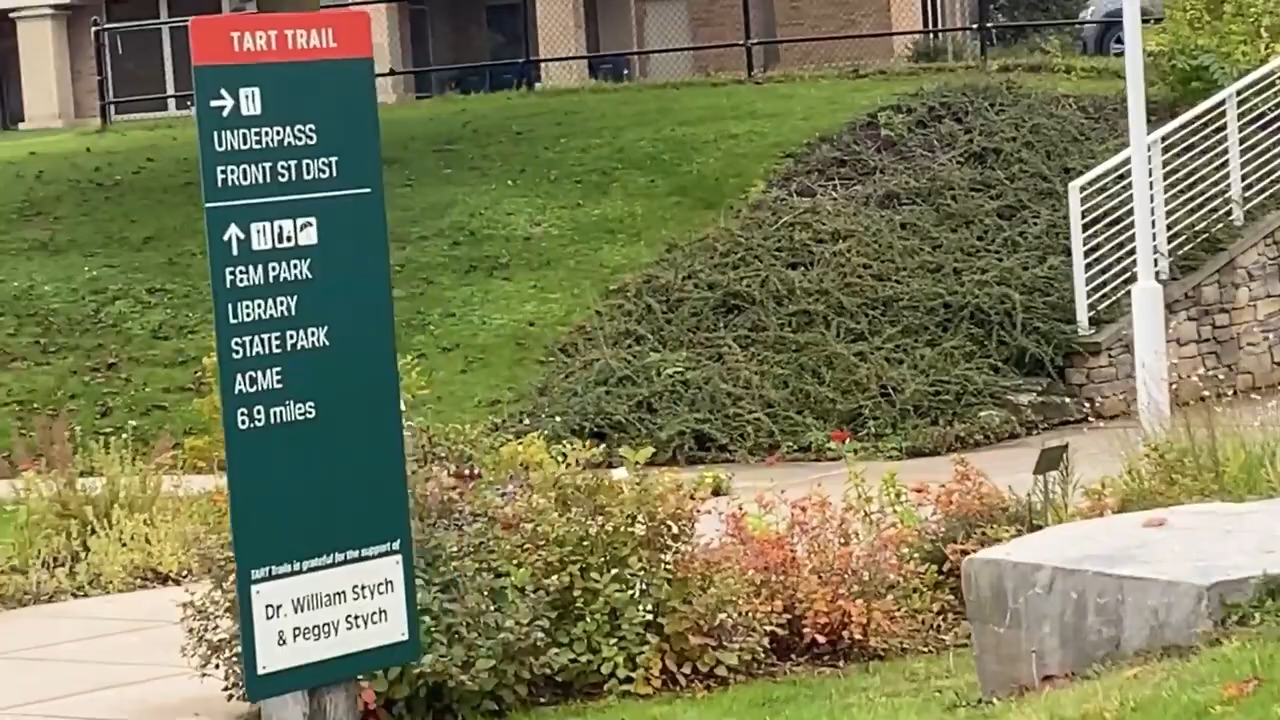 TART TRAIL
→
UNDERPASS
FRONT ST DIST
↑
F&M PARK
LIBRARY
STATE PARK
ACME
6.9 miles
TART Trails is grateful for the support of
Dr. William Stych
& Peggy Stych